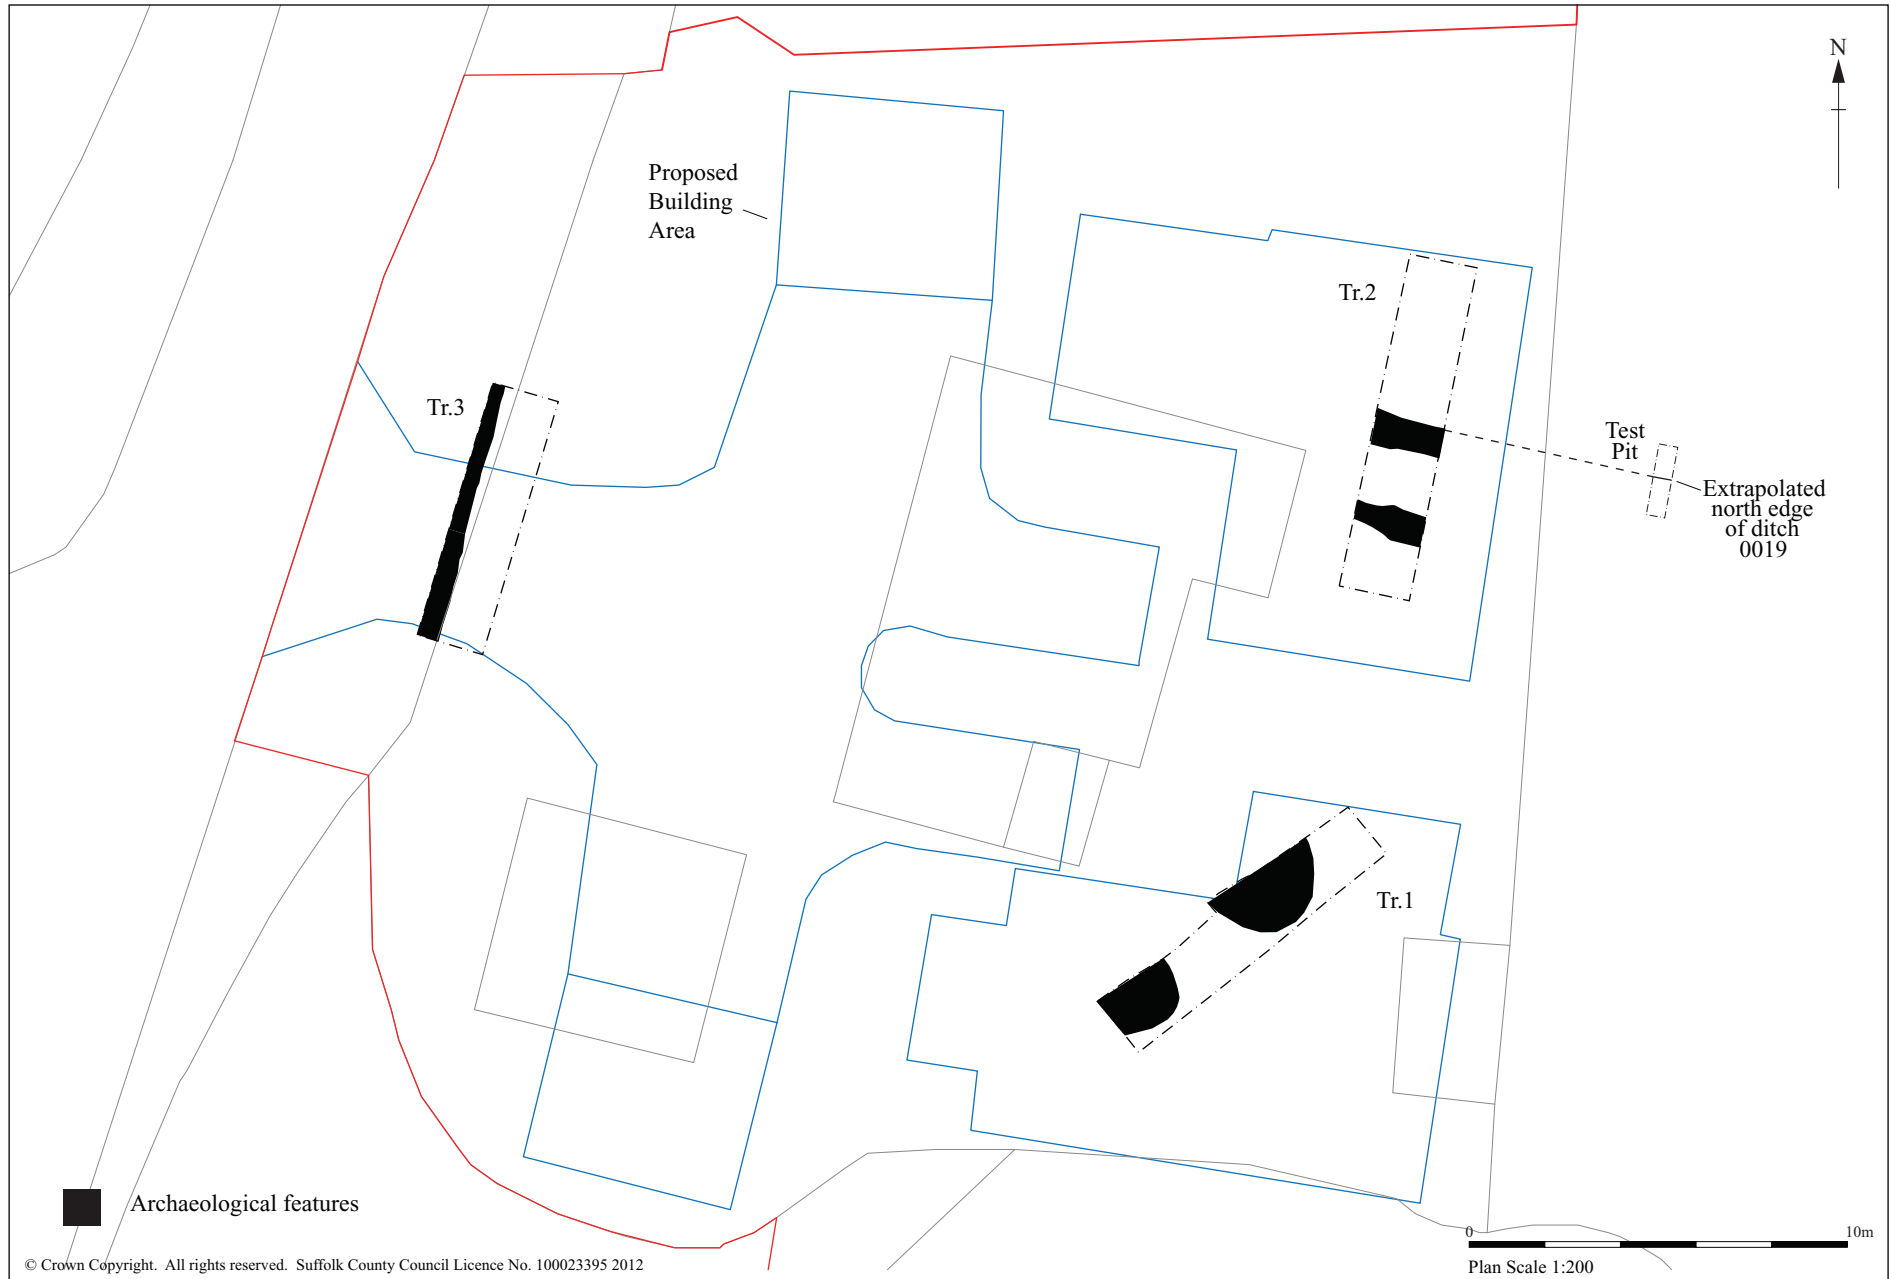 N
Proposed
Building
Area
Tr.2
Tr.3
Test
Pit
Extrapolated
north edge
of ditch
0019
Tr.1
Archaeological features
0
10m
Plan Scale 1:200
© Crown Copyright. All rights reserved. Suffolk County Council Licence No. 100023395 2012